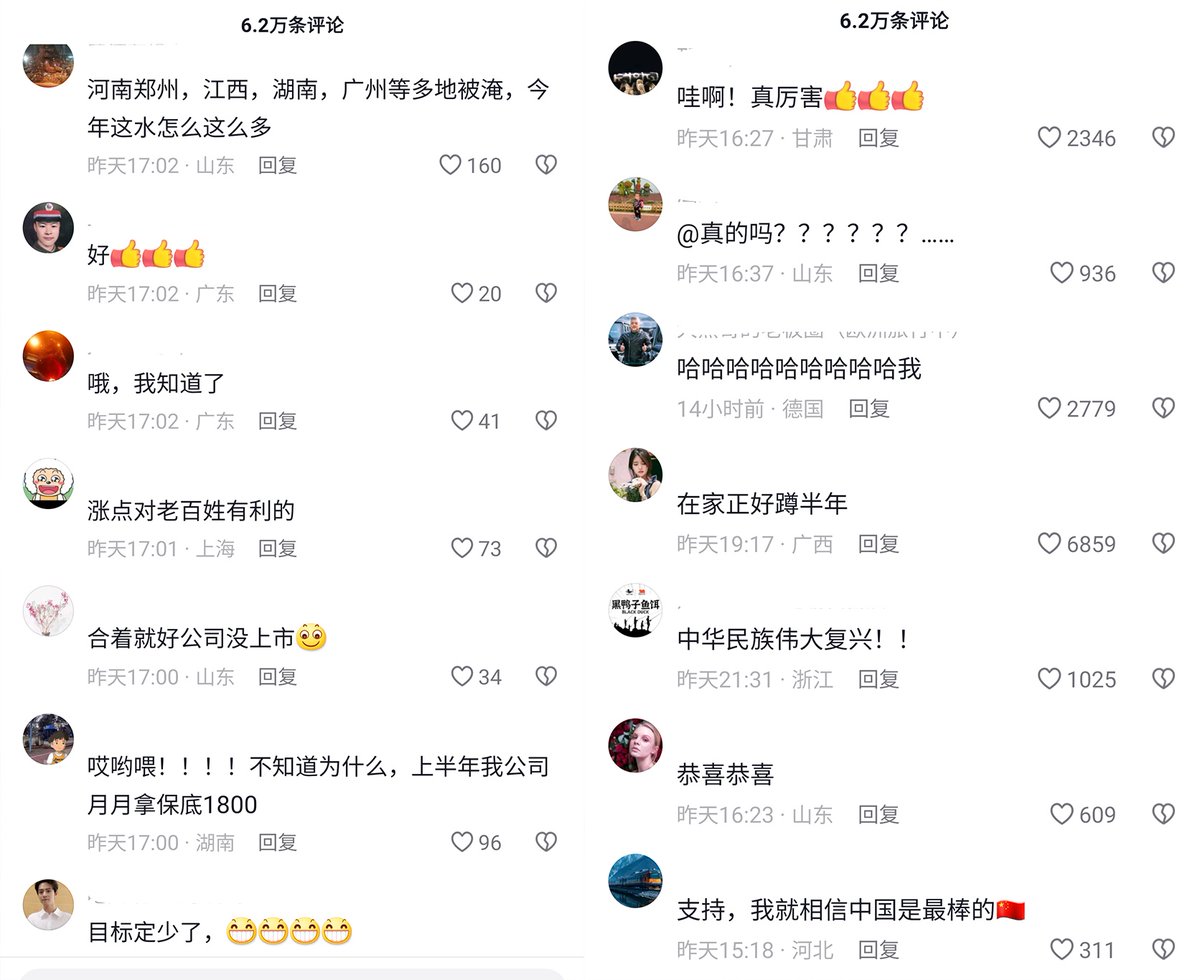 6.2万条评论
河南郑州，江西，湖南，广州等多地被淹，今
年这水怎么这么多
昨天17:02 · 山东 回复 160
好👍👍👍
昨天17:02 · 广东 回复 20
哦，我知道了
昨天17:02 · 广东 回复 41
涨点对老百姓有利的
昨天17:01 · 上海 回复 73
合着就好公司没上市
昨天17:00 · 山东 回复 34
哎哟喂！！！！不知道为什么，上半年我公司
月月拿保底1800
昨天17:00 · 湖南 回复 96
目标定少了，😁😁😁😁
6.2万条评论
哇啊！真厉害👍👍👍
昨天16:27 · 甘肃 回复 2346
@真的吗？？？？？？……
昨天16:37 · 山东 回复 936
哈哈哈哈哈哈哈哈哈我
14小时前 · 德国 回复 2779
在家正好蹲半年
昨天19:17 · 广西 回复 6859
黑鸭子鱼饵
BLACK DUCK
中华民族伟大复兴！！
昨天21:31 · 浙江 回复 1025
恭喜恭喜
昨天16:23 · 山东 回复 609
支持，我就相信中国是最棒的🇨🇳
昨天15:18 · 河北 回复 311